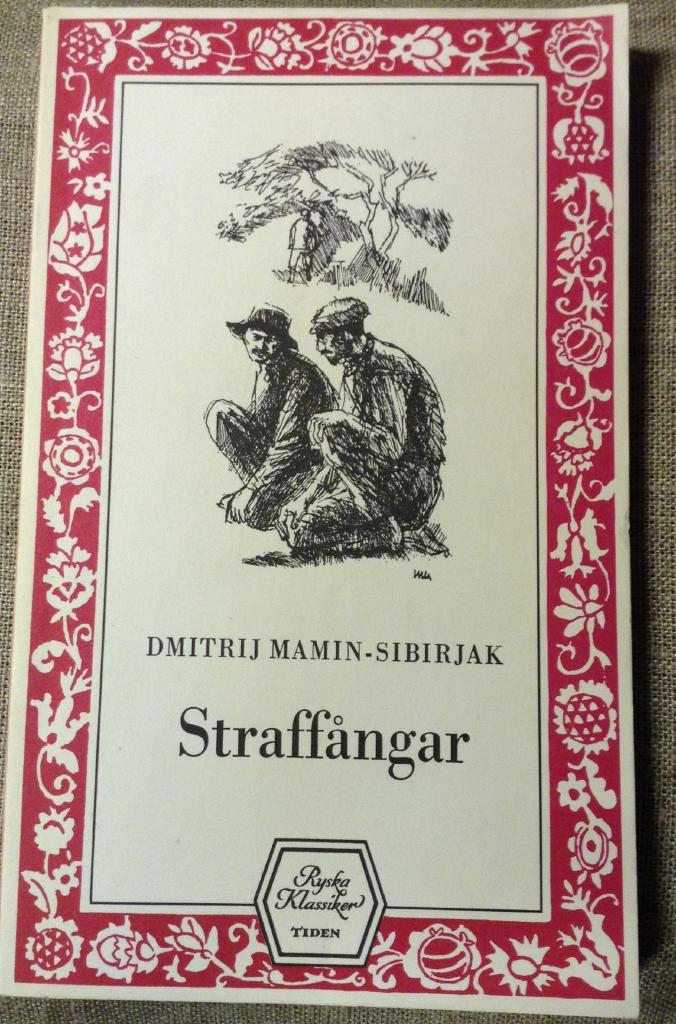 DMITRIJ MAMIN-SIBIRJAK
Straffångar
Ryska
Klassiker
TIDEN